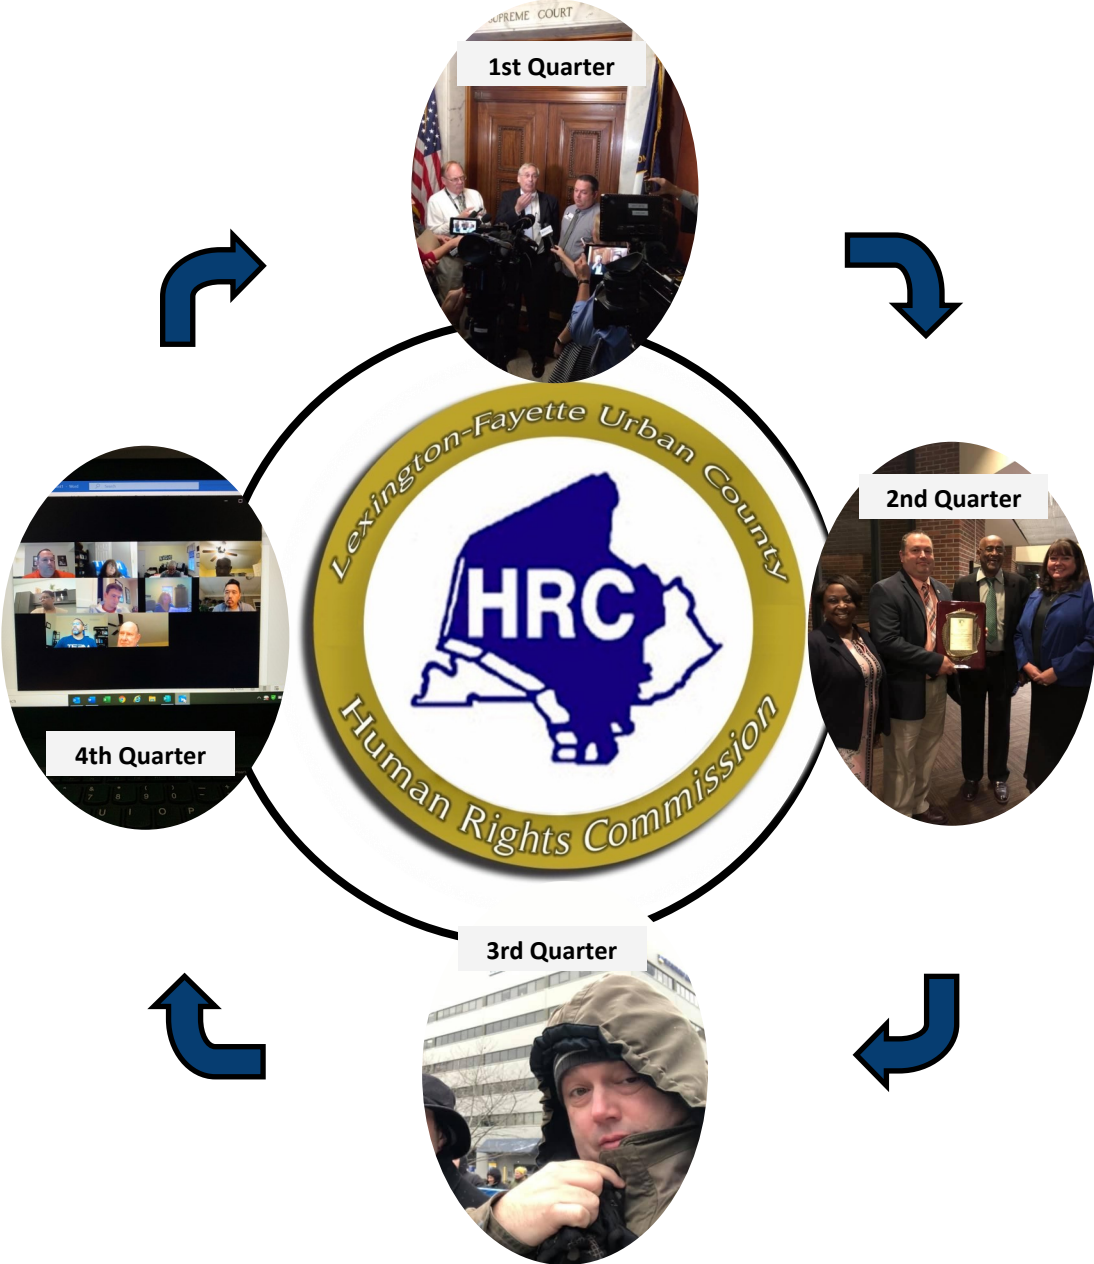 SUPREME COURT
1st Quarter
Lexington-Fayette Urban County
2nd Quarter
HRC
4th Quarter
Human Rights Commission
3rd Quarter